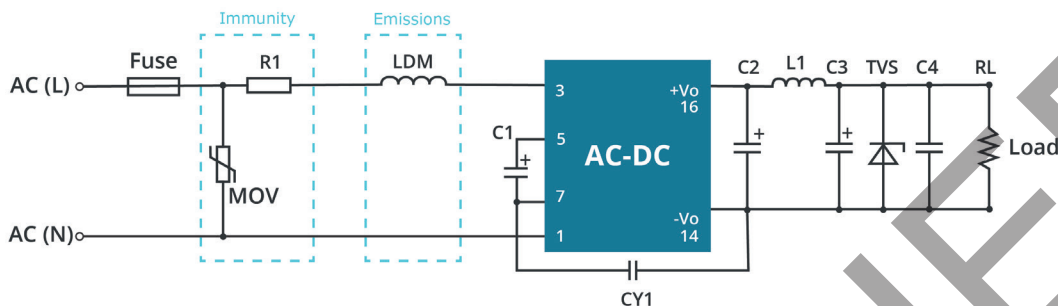 Immunity
Emissions
Fuse
R1
LDM
C2
L1
C3
TVS
C4
RL
AC (L)
3
+Vo
16
C1
+
5
AC-DC
+
+
Load
MOV
7
AC (N)
1
-Vo
14
CY1